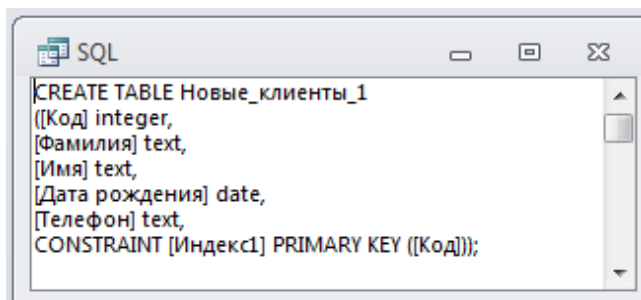 SQL
CREATE TABLE Новые_клиенты_1
([Код] integer,
[Фамилия] text,
[Имя] text,
[Дата рождения] date,
[Телефон] text,
CONSTRAINT [Индекс1] PRIMARY KEY ([Код]));